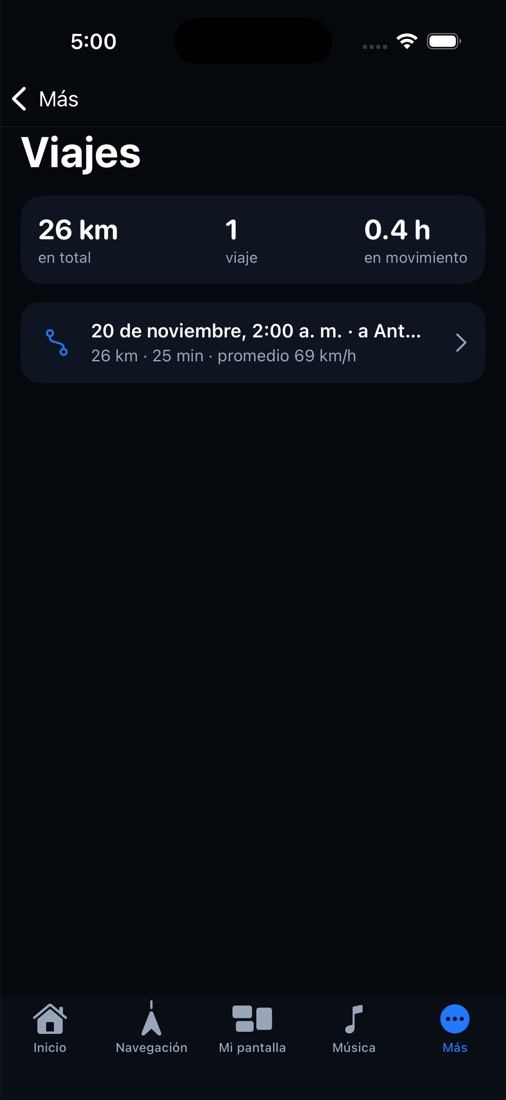 5:00
Más
Viajes
26 km
en total
1
viaje
0.4 h
en movimiento
20 de noviembre, 2:00 a. m. · a Ant...
26 km · 25 min · promedio 69 km/h
Inicio
Navegación
Mi pantalla
Música
Más